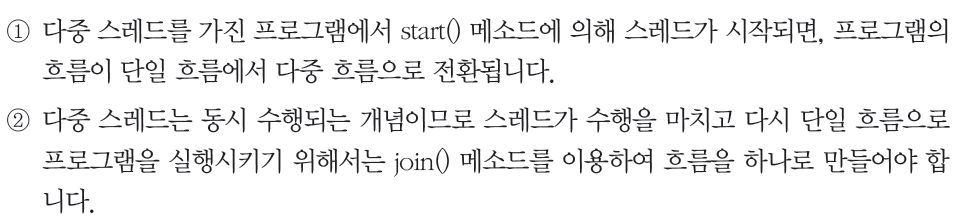 ① 다중 스레드를 가진 프로그램에서 start() 메소드에 의해 스레드가 시작되면, 프로그램의
흐름이 단일 흐름에서 다중 흐름으로 전환됩니다.
② 다중 스레드는 동시 수행되는 개념이므로 스레드가 수행을 마치고 다시 단일 흐름으로
프로그램을 실행시키기 위해서는 join() 메소드를 이용하여 흐름을 하나로 만들어야 합
니다.